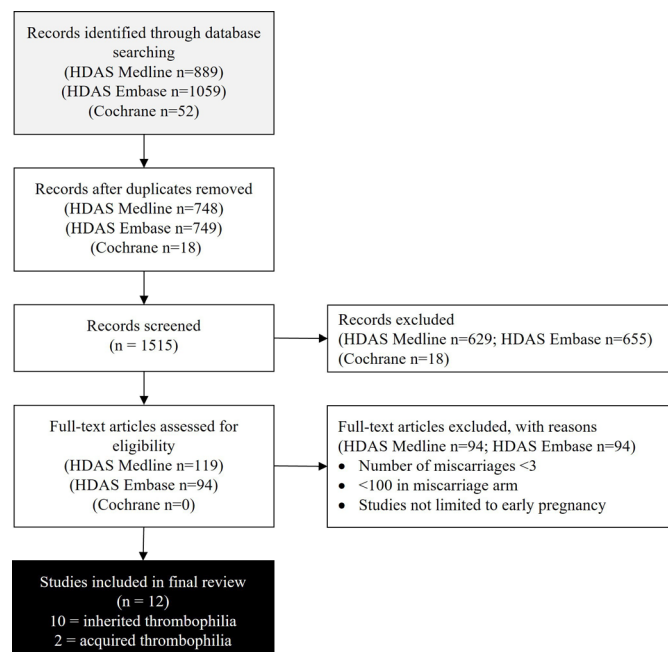 Records identified through database
searching
(HDAS Medline n=889)
(HDAS Embase n=1059)
(Cochrane n=52)
Records after duplicates removed
(HDAS Medline n=748)
(HDAS Embase n=749)
(Cochrane n=18)
Records screened
(n = 1515)
Records excluded
(HDAS Medline n=629; HDAS Embase n=655)
(Cochrane n=18)
Full-text articles assessed for
eligibility
(HDAS Medline n=119)
(HDAS Embase n=94)
(Cochrane n=0)
Full-text articles excluded, with reasons
(HDAS Medline n=94; HDAS Embase n=94)
• Number of miscarriages <3
• <100 in miscarriage arm
• Studies not limited to early pregnancy
Studies included in final review
(n = 12)
10 = inherited thrombophilia
2 = acquired thrombophilia